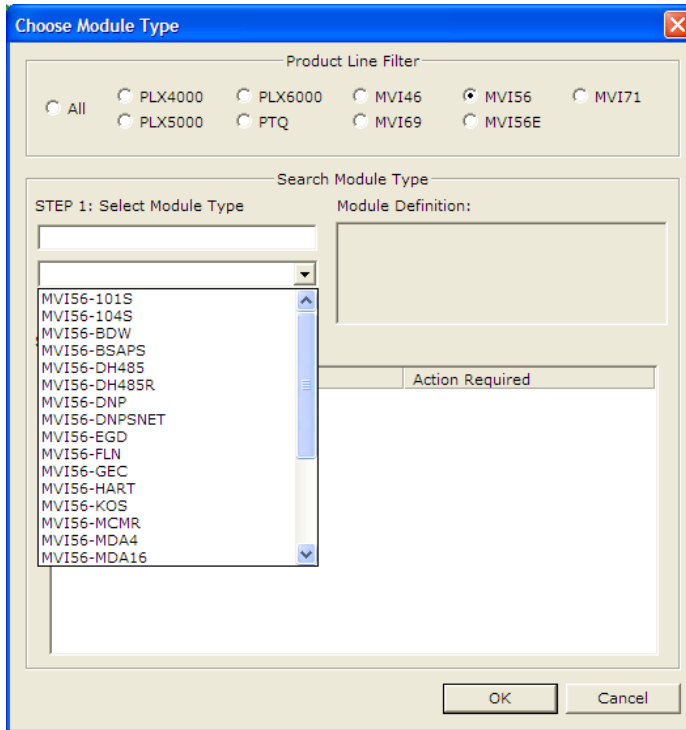 Choose Module Type
Product Line Filter
All
PLX4000 PLX6000 MVI46 MVI56 MVI71
PLX5000 PTQ MVI69 MVI56E
Search Module Type
STEP 1: Select Module Type Module Definition:
MVI56-101S
MVI56-104S
MVI56-BDW
MVI56-BSAPS
MVI56-DH485
MVI56-DH485R
MVI56-DNP
MVI56-DNPSNET
MVI56-EGD
MVI56-FLN
MVI56-GEC
MVI56-HART
MVI56-KOS
MVI56-MCMR
MVI56-MDA4
MVI56-MDA16
Action Required
OK Cancel